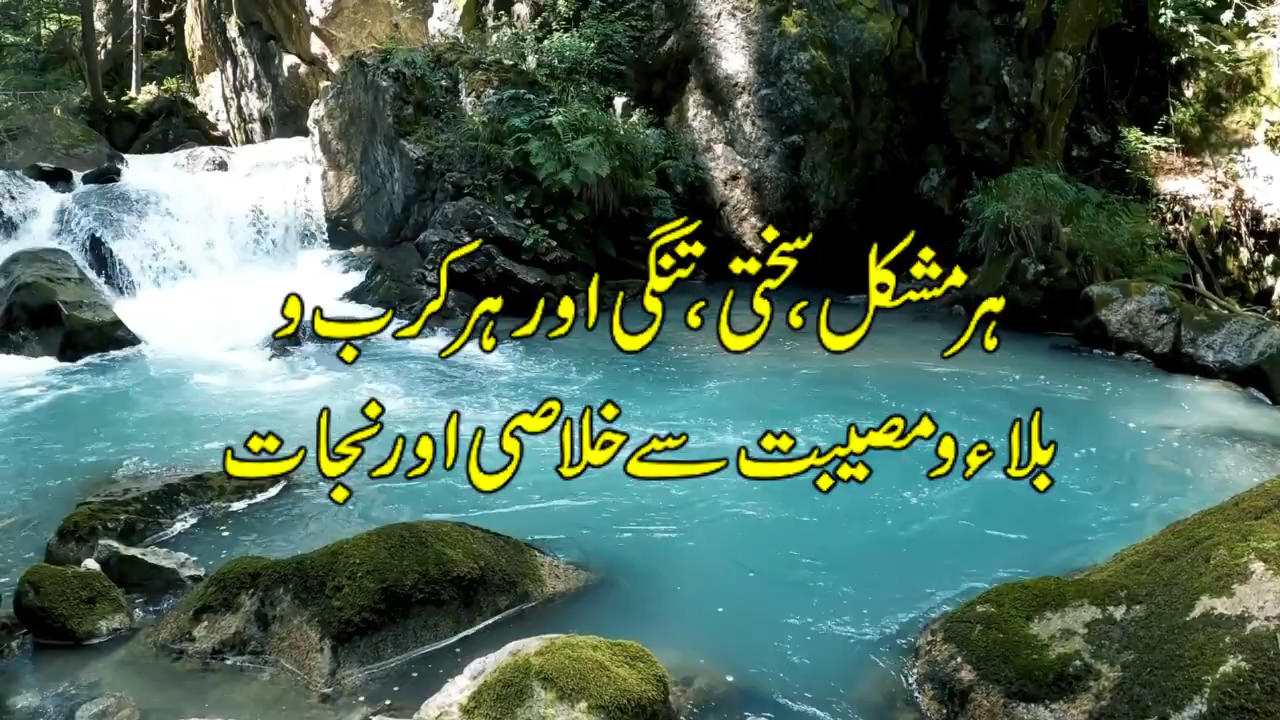 ہر مشکل، سختی، تنگی اور ہر کرب و
بلاء و مصیبت سے خلاصی اور نجات